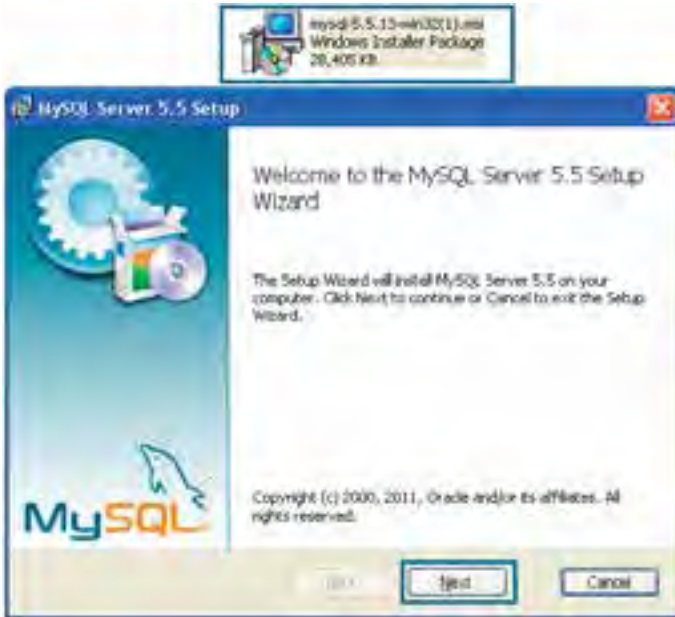 mysql-5.5.13-win32(1).msi
Windows Installer Package
28,405 KB
MySQL Server 5.5 Setup
Welcome to the MySQL Server 5.5 Setup
Wizard
The Setup Wizard will install MySQL Server 5.5 on your
computer. Click Next to continue or Cancel to exit the Setup
Wizard.
MySQL
Copyright (c) 2000, 2011, Oracle and/or its affiliates. All
rights reserved.
Back Next Cancel